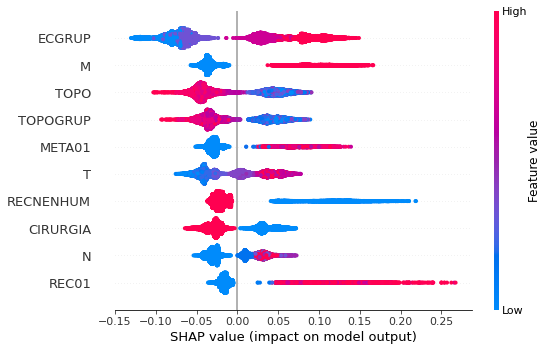 High
ECGRUP
M
TOPO
TOPOGRUP
META01
T
RECNENHUM
CIRURGIA
N
REC01
Feature value
Low
−0.15 −0.10 −0.05 0.00 0.05 0.10 0.15 0.20 0.25
SHAP value (impact on model output)